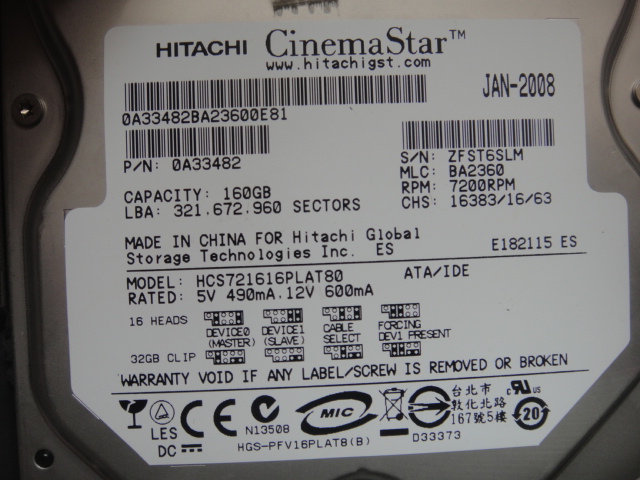 HITACHI CinemaStar™
www.hitachigst.com
JAN-2008
0A33482BA23600E81
P/N: 0A33482
S/N: ZFST6SLM
MLC: BA2360
RPM: 7200RPM
CHS: 16383/16/63
CAPACITY: 160GB
LBA: 321.672.960 SECTORS
MADE IN CHINA FOR Hitachi Global
Storage Technologies Inc. ES
E182115 ES
MODEL: HCS721616PLAT80 ATA/IDE
RATED: 5V 490mA.12V 600mA
16 HEADS
DEVICE0 (MASTER)
DEVICE1 (SLAVE)
CABLE SELECT
FORCING DEV1 PRESENT
32GB CLIP
WARRANTY VOID IF ANY LABEL/SCREW IS REMOVED OR BROKEN
LES
DC
CE
N13508
MIC
D33373
台北市
敦化北路
167號5樓
c UL us
20
HGS-PFV16PLAT8(B)